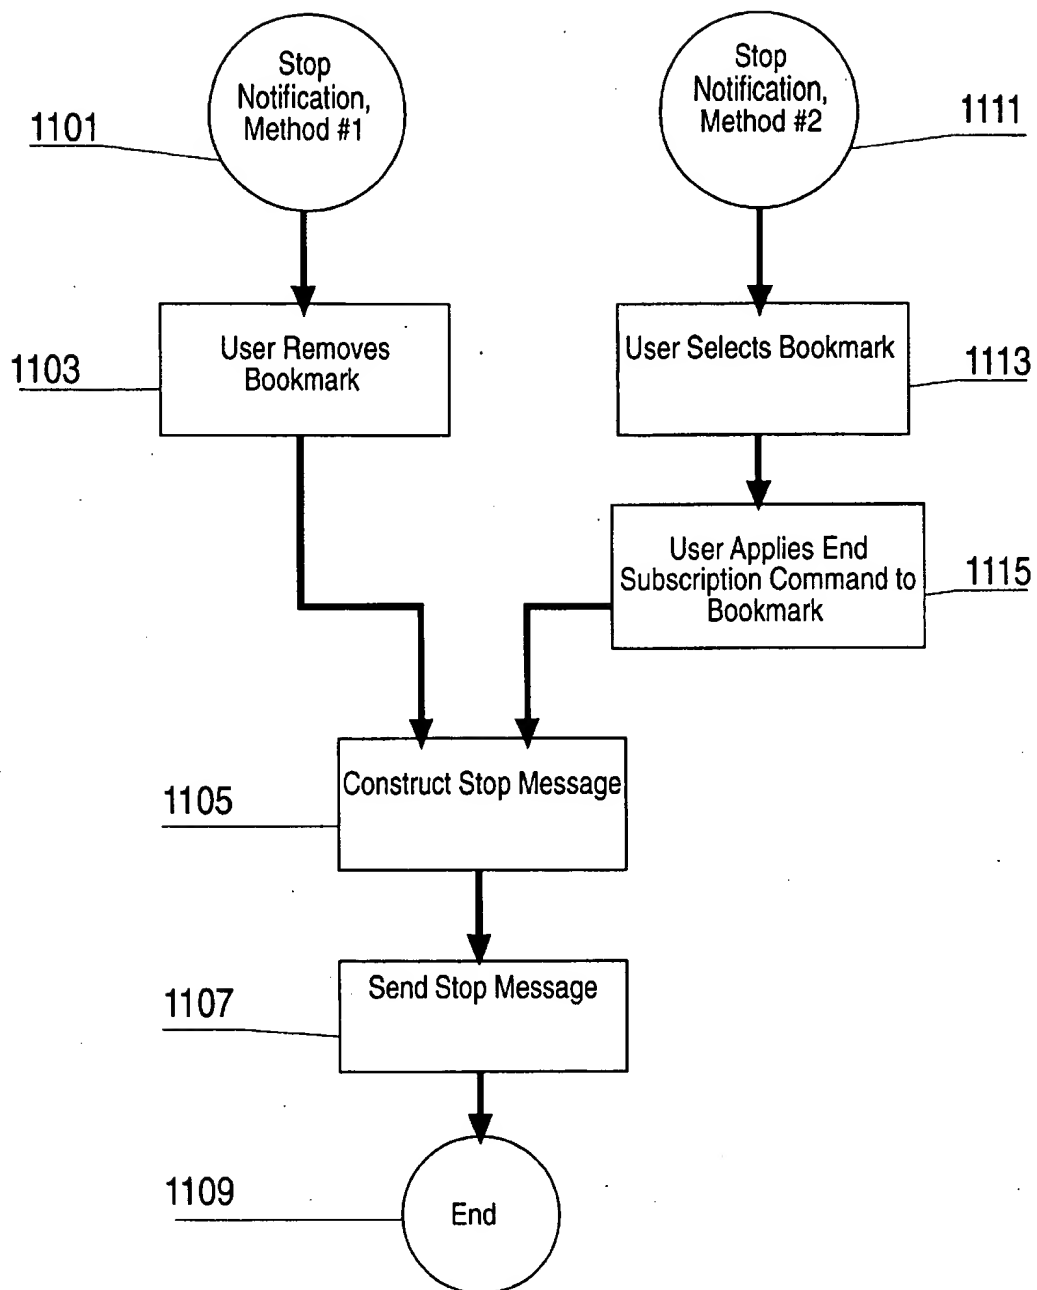 Stop
Notification,
Method #1
1101
Stop
Notification,
Method #2
1111
User Removes
Bookmark
1103
User Selects Bookmark
1113
User Applies End
Subscription Command to
Bookmark
1115
Construct Stop Message
1105
Send Stop Message
1107
End
1109